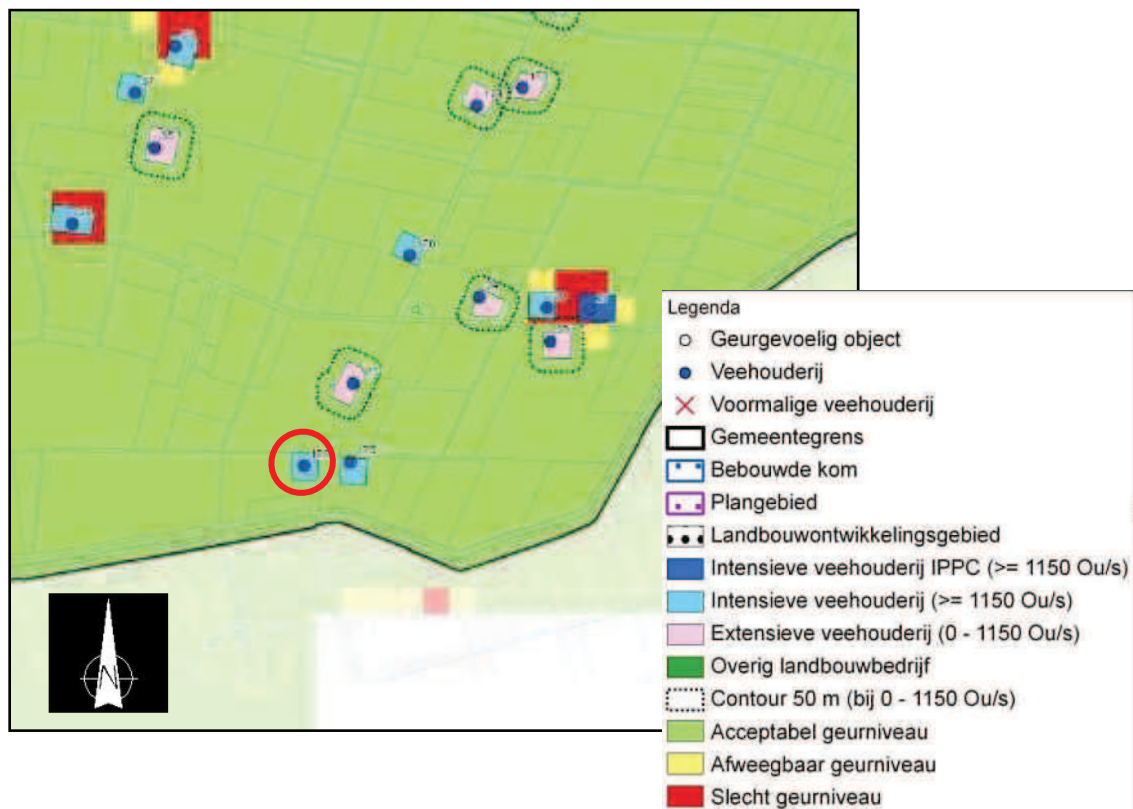 N
Legenda
Geurgevoelig object
Veehouderij
Voormalige veehouderij
Gemeentegrens
Bebouwde kom
Plangebied
Landbouwontwikkelingsgebied
Intensieve veehouderij IPPC (>= 1150 Ou/s)
Intensieve veehouderij (>= 1150 Ou/s)
Extensieve veehouderij (0 - 1150 Ou/s)
Overig landbouwbedrijf
Contour 50 m (bij 0 - 1150 Ou/s)
Acceptabel geurniveau
Afweegbaar geurniveau
Slecht geurniveau